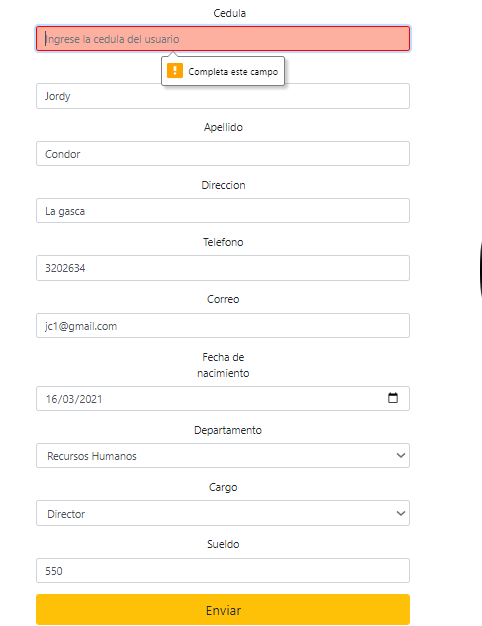 Cedula
Ingrese la cedula del usuario
Completa este campo
Jordy
Apellido
Condor
Direccion
La gasca
Telefono
3202634
Correo
jc1@gmail.com
Fecha de
nacimiento
16/03/2021
Departamento
Recursos Humanos
Cargo
Director
Sueldo
550
Enviar